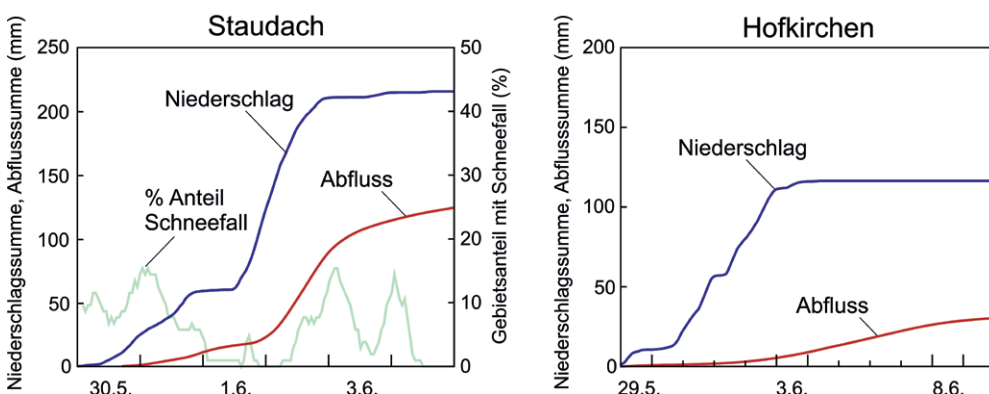 Staudach
Niederschlagssumme, Abflusssumme (mm)
250
200
150
100
50
0
Niederschlag
Abfluss
% Anteil
Schneefall
50
40
30
20
10
0
Gebietsanteil mit Schneefall (%)
30.5.
1.6.
3.6.
Hofkirchen
Niederschlagssumme, Abflusssumme (mm)
200
150
100
50
0
Niederschlag
Abfluss
29.5.
3.6.
8.6.